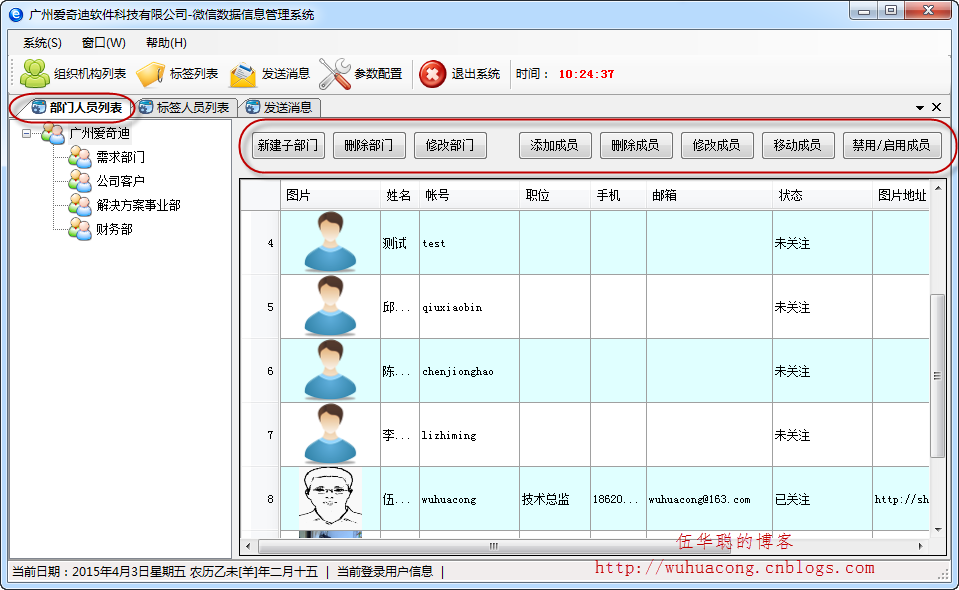 广州爱奇迪软件科技有限公司-微信数据信息管理系统
系统(S) 窗口(W) 帮助(H)
组织机构列表 标签列表 发送消息 参数配置 退出系统 时间： 10:24:37
部门人员列表 标签人员列表 发送消息
广州爱奇迪
需求部门
公司客户
解决方案事业部
财务部
新建子部门 删除部门 修改部门 添加成员 删除成员 修改成员 移动成员 禁用/启用成员
图片 姓名 帐号 职位 手机 邮箱 状态 图片地址
4 测试 test 未关注
5 邱... qiuxiaobin 未关注
6 陈... chenjionghao 未关注
7 李... lizhiming 未关注
8 伍... wuhuacong 技术总监 18620... wuhuacong@163.com 已关注 http://sh
伍华聪的博客
http://wuhuacong.cnblogs.com
当前日期：2015年4月3日星期五 农历乙未[羊]年二月十五 | 当前登录用户信息 |